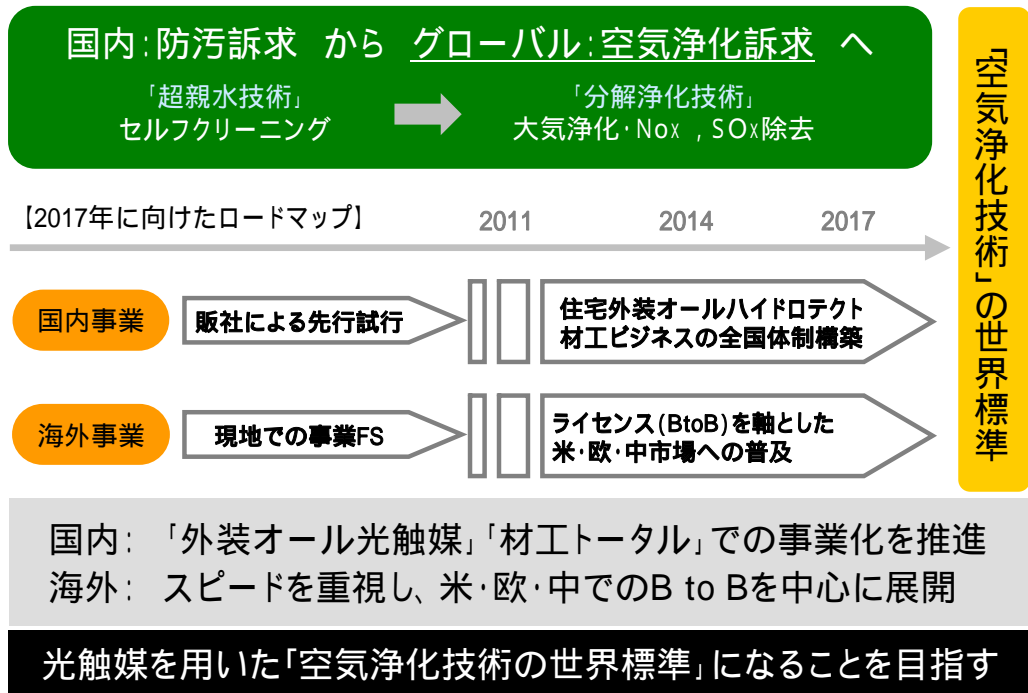 国内:防汚訴求 から グローバル:空気浄化訴求 へ
「超親水技術」
セルフクリーニング
「分解浄化技術」
大気浄化・Nox , SOx除去
「空気浄化技術」の世界標準
【2017年に向けたロードマップ】
2011 2014 2017
国内事業
販社による先行試行
住宅外装オールハイドロテクト
材工ビジネスの全国体制構築
海外事業
現地での事業FS
ライセンス(BtoB)を軸とした
米・欧・中市場への普及
国内: 「外装オール光触媒」「材工トータル」での事業化を推進
海外: スピードを重視し、米・欧・中でのB to Bを中心に展開
光触媒を用いた「空気浄化技術の世界標準」になることを目指す